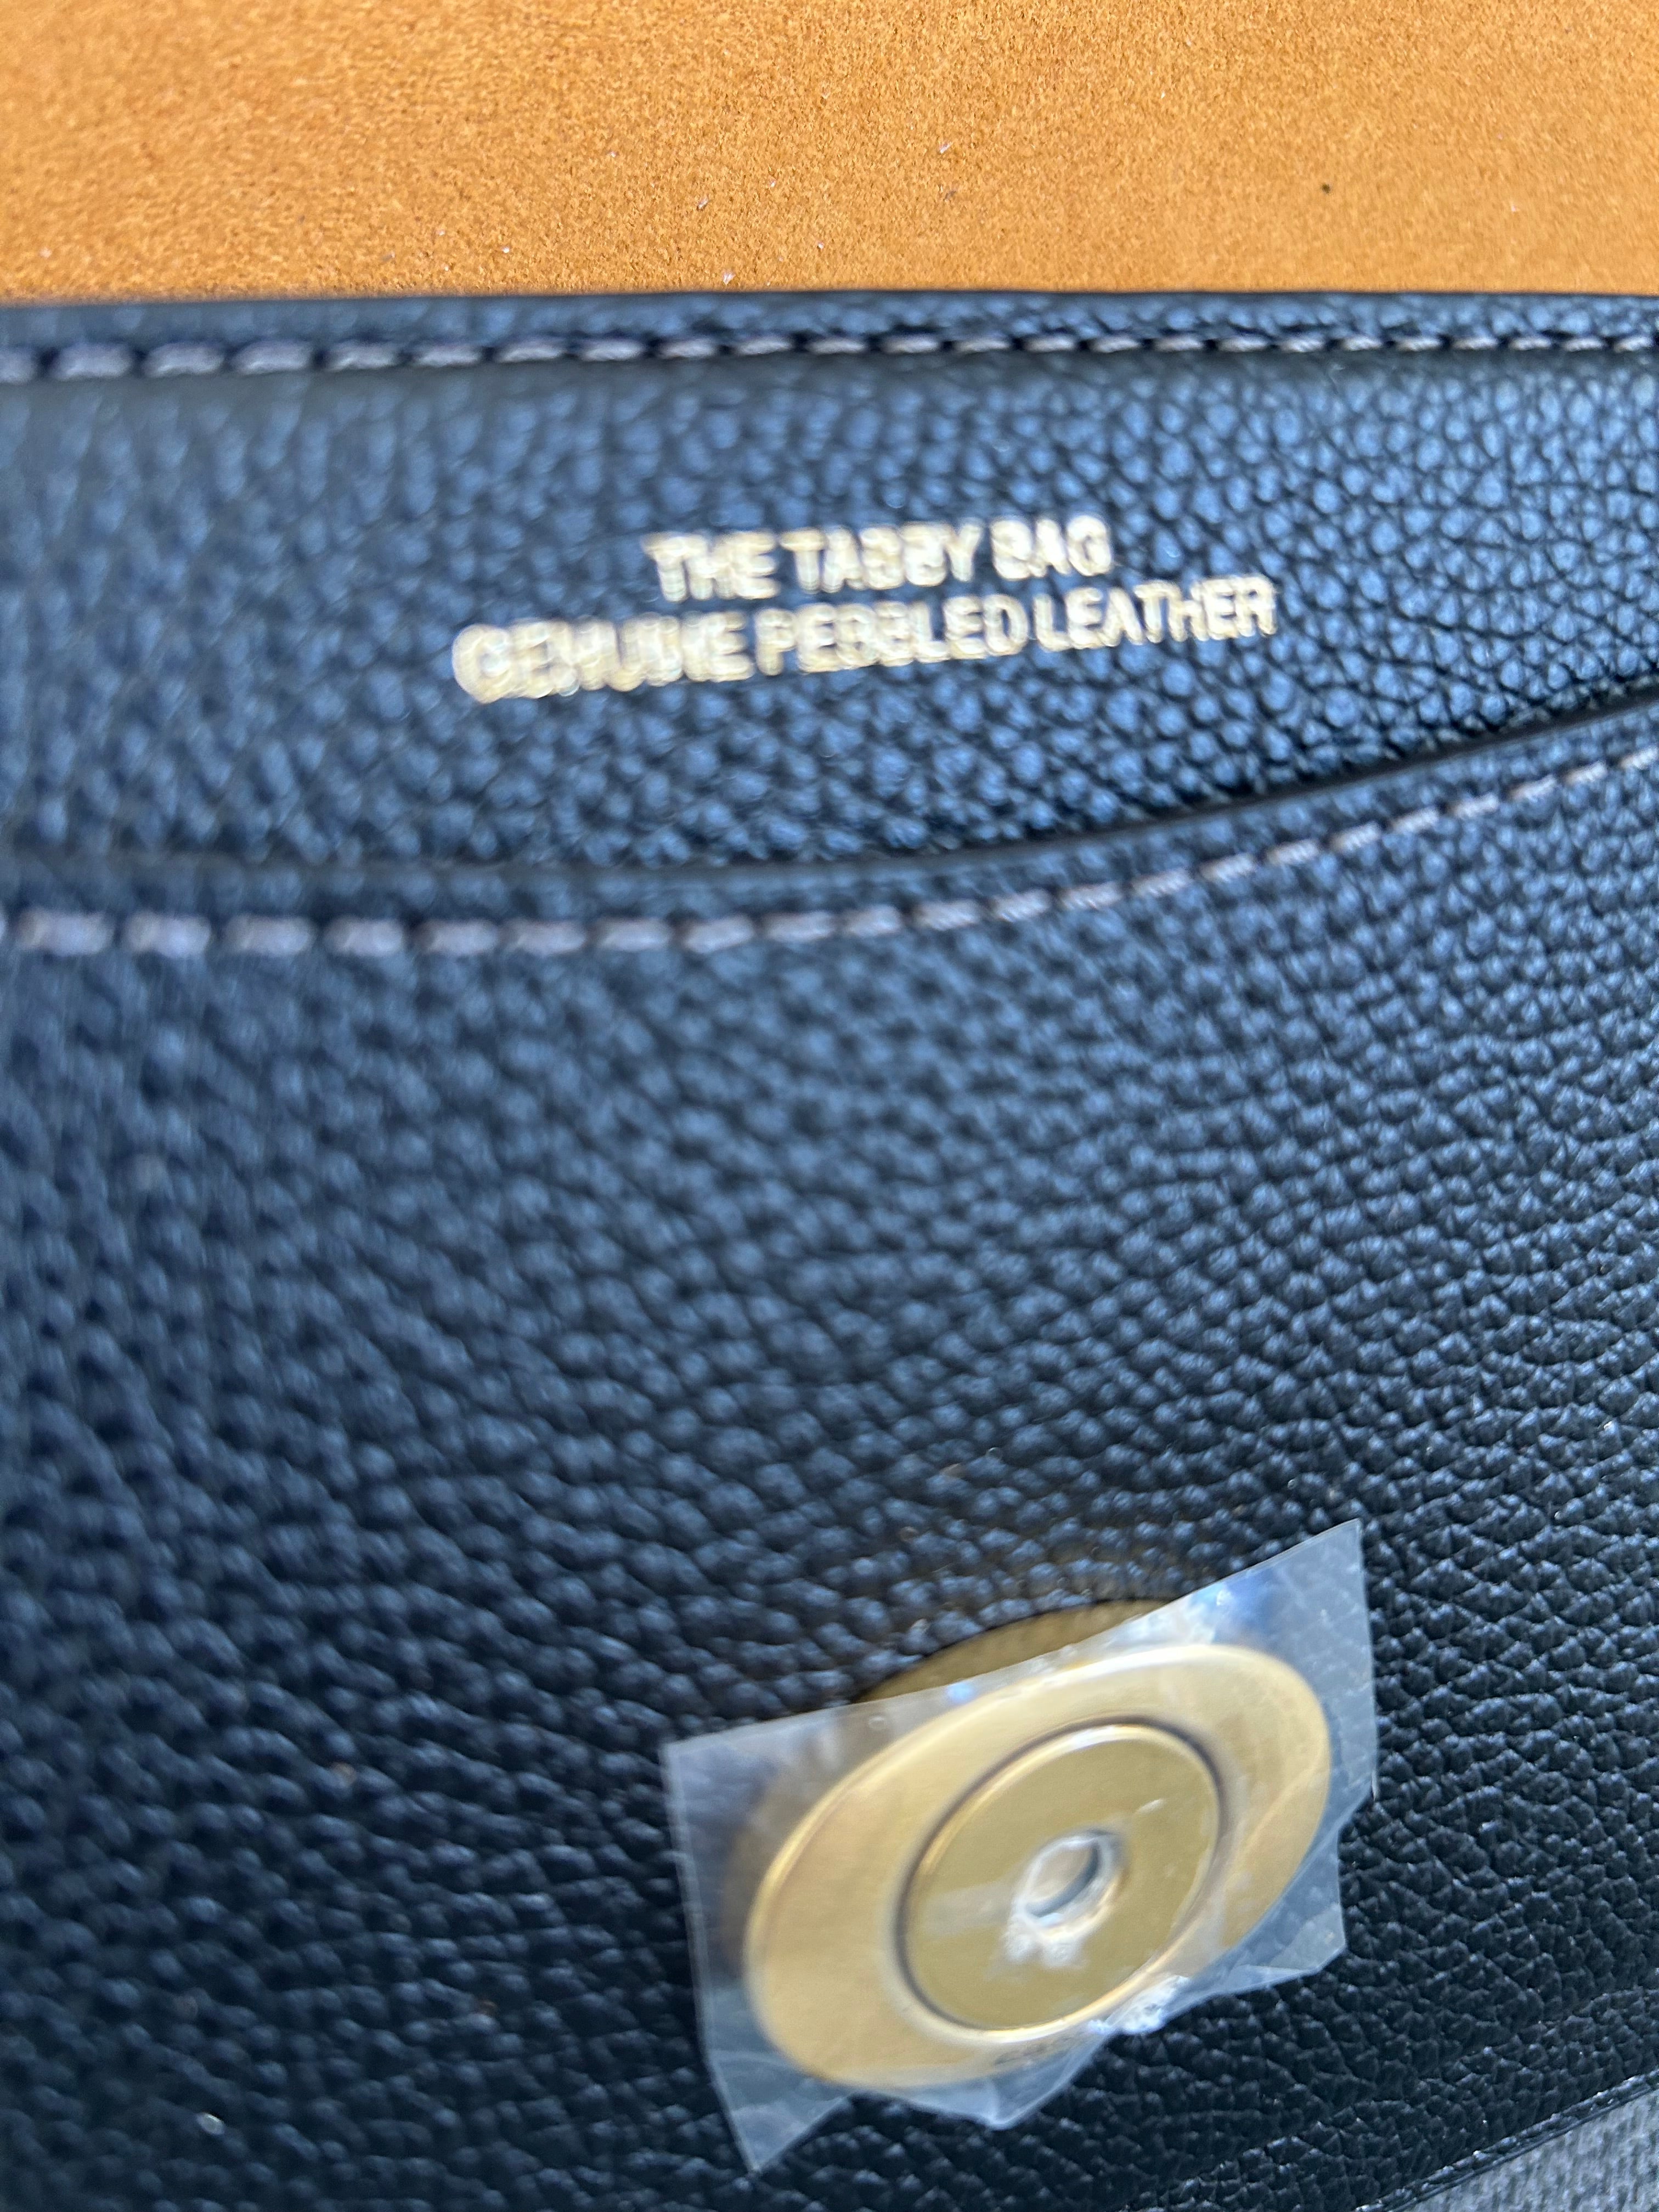 THE TABBY BAG
GENUINE PEBBLED LEATHER